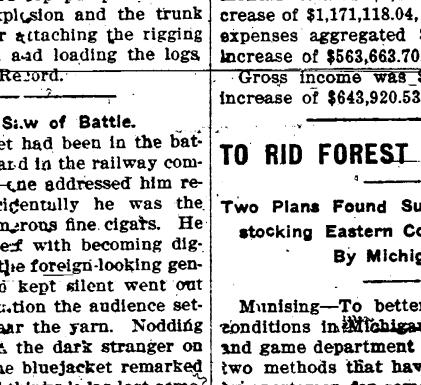 explosion and the trunk
attaching the rigging
and loading the logs
Record.
Saw of Battle.
et had been in the bat-
and in the railway com-
one addressed him re-
cidentally he was the
merous fine cigars. He
with becoming dig-
the foreign-looking gen-
kept silent went out
the audience set-
the yarn. Nodding
the dark stranger on
bluejacket remarked
crease of $1,171,118.04,
expenses aggregated $
increase of $563,663.70
Gross income was $
increase of $643,920.53
TO RID FOREST
Two Plans Found Su
stocking Eastern Co
By Michig
Munising—To better
conditions in Michigan
and game department
two methods that hav